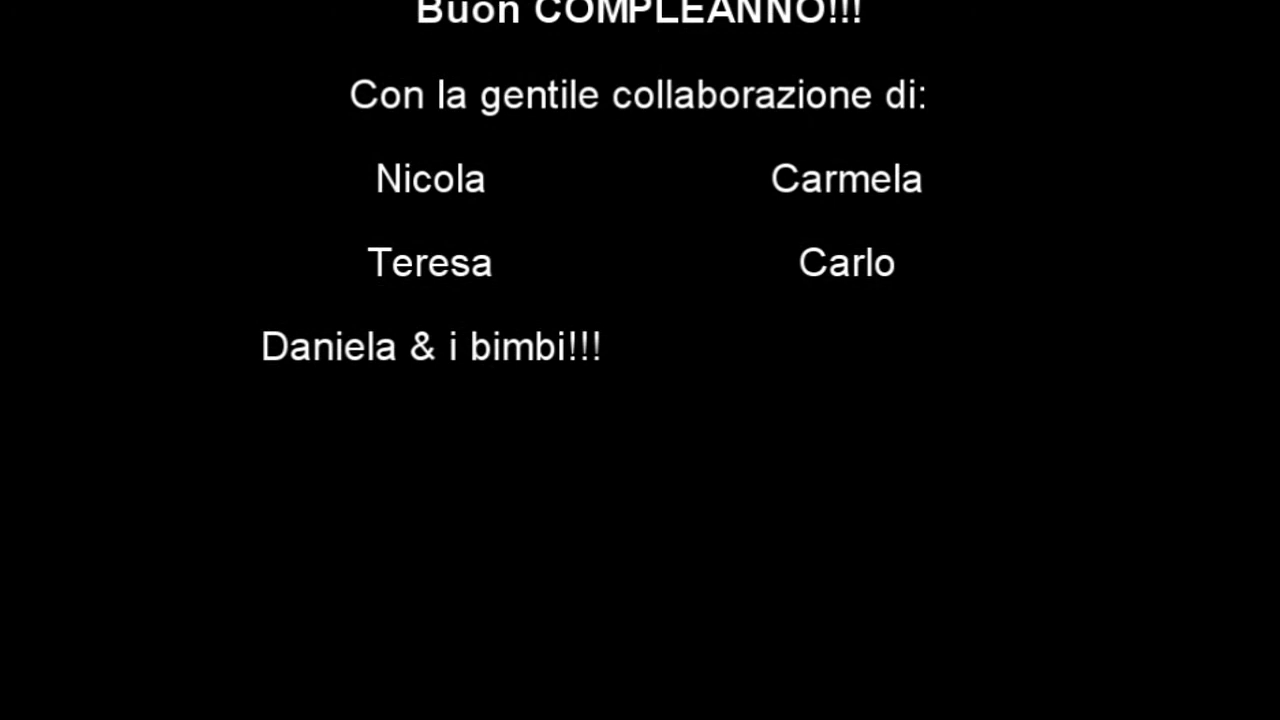 Buon COMPLEANNO!!!
Con la gentile collaborazione di:
Nicola Carmela
Teresa Carlo
Daniela & i bimbi!!!